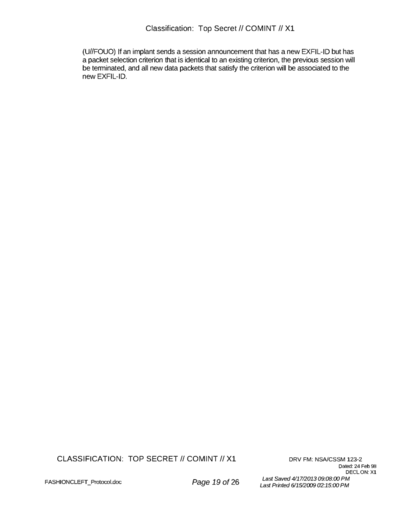 Classification: Top Secret // COMINT // X1
(U//FOUO) If an implant sends a session announcement that has a new EXFIL-ID but has
a packet selection criterion that is identical to an existing criterion, the previous session will
be terminated, and all new data packets that satisfy the criterion will be associated to the
new EXFIL-ID.
CLASSIFICATION: TOP SECRET // COMINT // X1
DRV FM: NSA/CSSM 123-2
Dated: 24 Feb 98
DECL ON: X1
FASHIONCLEFT_Protocol.doc
Page 19 of 26
Last Saved 4/17/2013 09:08:00 PM
Last Printed 6/15/2009 02:15:00 PM